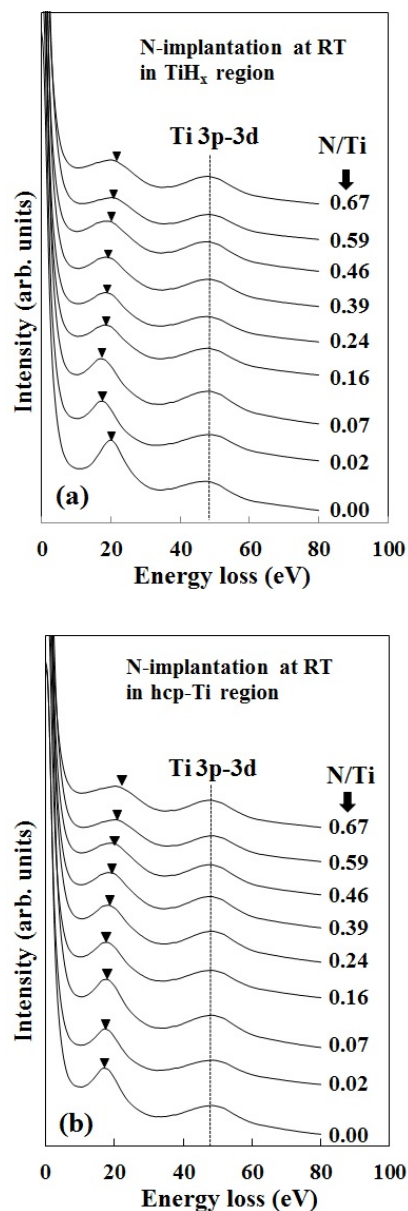 N-implantation at RT
in TiHx region
Ti 3p-3d
N/Ti
0.67
0.59
0.46
0.39
0.24
0.16
0.07
0.02
0.00
Intensity (arb. units)
(a)
0 20 40 60 80 100
Energy loss (eV)
N-implantation at RT
in hcp-Ti region
Ti 3p-3d
N/Ti
0.67
0.59
0.46
0.39
0.24
0.16
0.07
0.02
0.00
Intensity (arb. units)
(b)
0 20 40 60 80 100
Energy loss (eV)